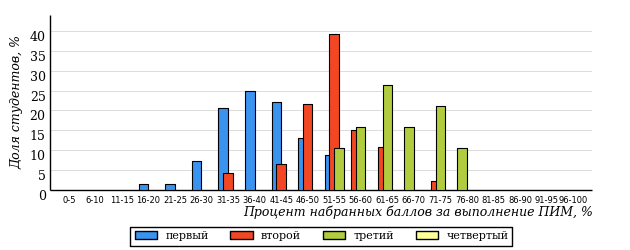 Доля студентов, %
40
35
30
25
20
15
10
5
0
0-5 6-10 11-15 16-20 21-25 26-30 31-35 36-40 41-45 46-50 51-55 56-60 61-65 66-70 71-75 76-80 81-85 86-90 91-95 96-100
Процент набранных баллов за выполнение ПИМ, %
первый второй третий четвертый